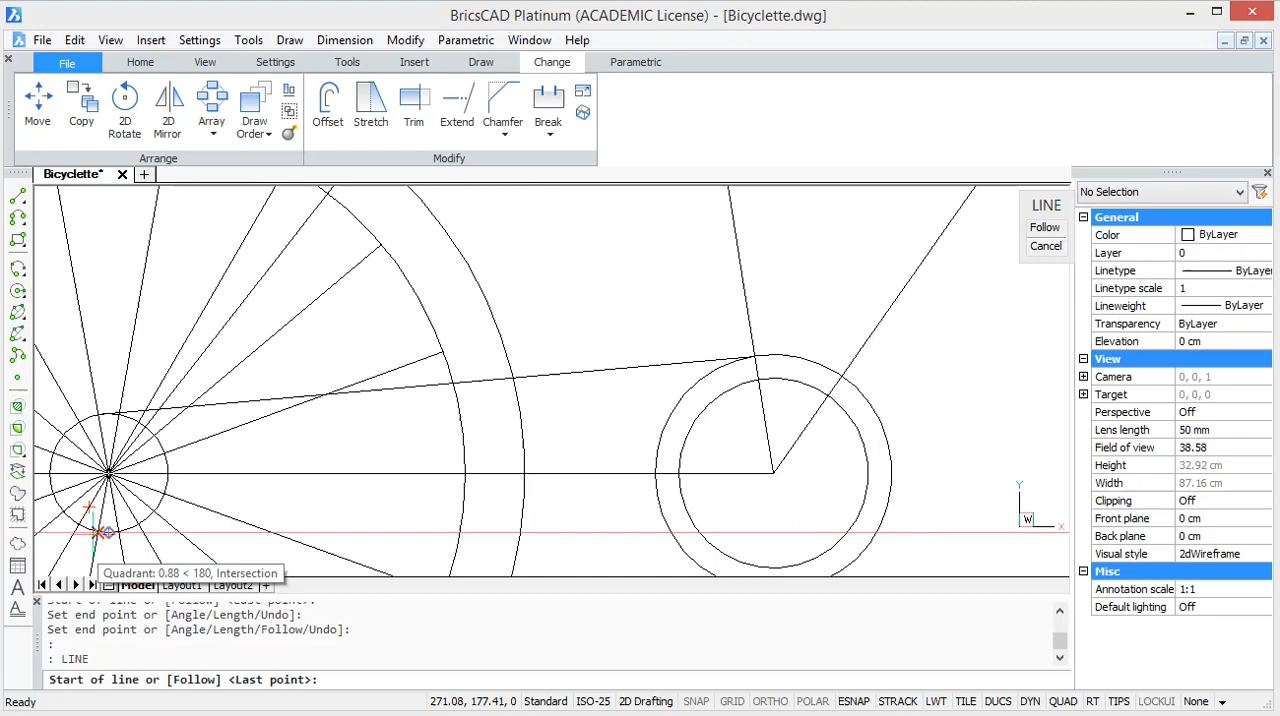 BricsCAD Platinum (ACADEMIC License) - [Bicyclette.dwg]
File Edit View Insert Settings Tools Draw Dimension Modify Parametric Window Help
File Home View Settings Tools Insert Draw Change Parametric
Move Copy 2D Rotate 2D Mirror Array Draw Order Offset Stretch Trim Extend Chamfer Break
Arrange Modify
Bicyclette*
LINE
Follow
Cancel
No Selection
General
Color ByLayer
Layer 0
Linetype ByLayer
Linetype scale 1
Lineweight ByLayer
Transparency ByLayer
Elevation 0 cm
View
Camera 0, 0, 1
Target 0, 0, 0
Perspective Off
Lens length 50 mm
Field of view 38.58
Height 32.92 cm
Width 87.16 cm
Clipping Off
Front plane 0 cm
Back plane 0 cm
Visual style 2dWireframe
Misc
Annotation scale 1:1
Default lighting Off
Y
W
X
Quadrant: 0.88 < 180, Intersection
Model Layout1 Layout2
Start of line or [Follow] <Last point>:
Set end point or [Angle/Length/Undo]:
Set end point or [Angle/Length/Follow/Undo]:
:
: LINE
Start of line or [Follow] <Last point>:
Ready 271.08, 177.41, 0 Standard ISO-25 2D Drafting SNAP GRID ORTHO POLAR ESNAP STRACK LWT TILE DUCS DYN QUAD RT TIPS LOCKUI None